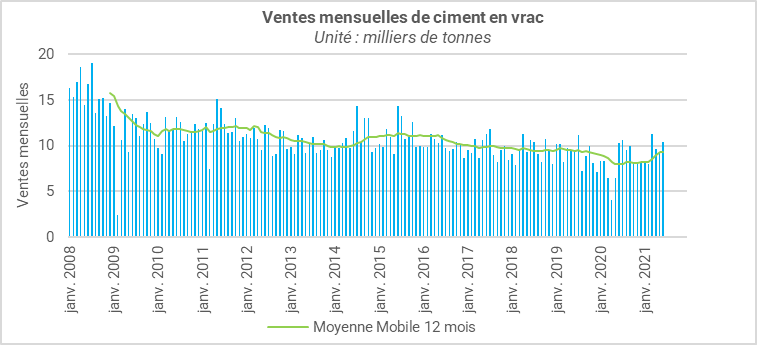 Ventes mensuelles de ciment en vrac
Unité : milliers de tonnes
Ventes mensuelles
20
15
10
5
0
janv. 2008
janv. 2009
janv. 2010
janv. 2011
janv. 2012
janv. 2013
janv. 2014
janv. 2015
janv. 2016
janv. 2017
janv. 2018
janv. 2019
janv. 2020
janv. 2021
Moyenne Mobile 12 mois